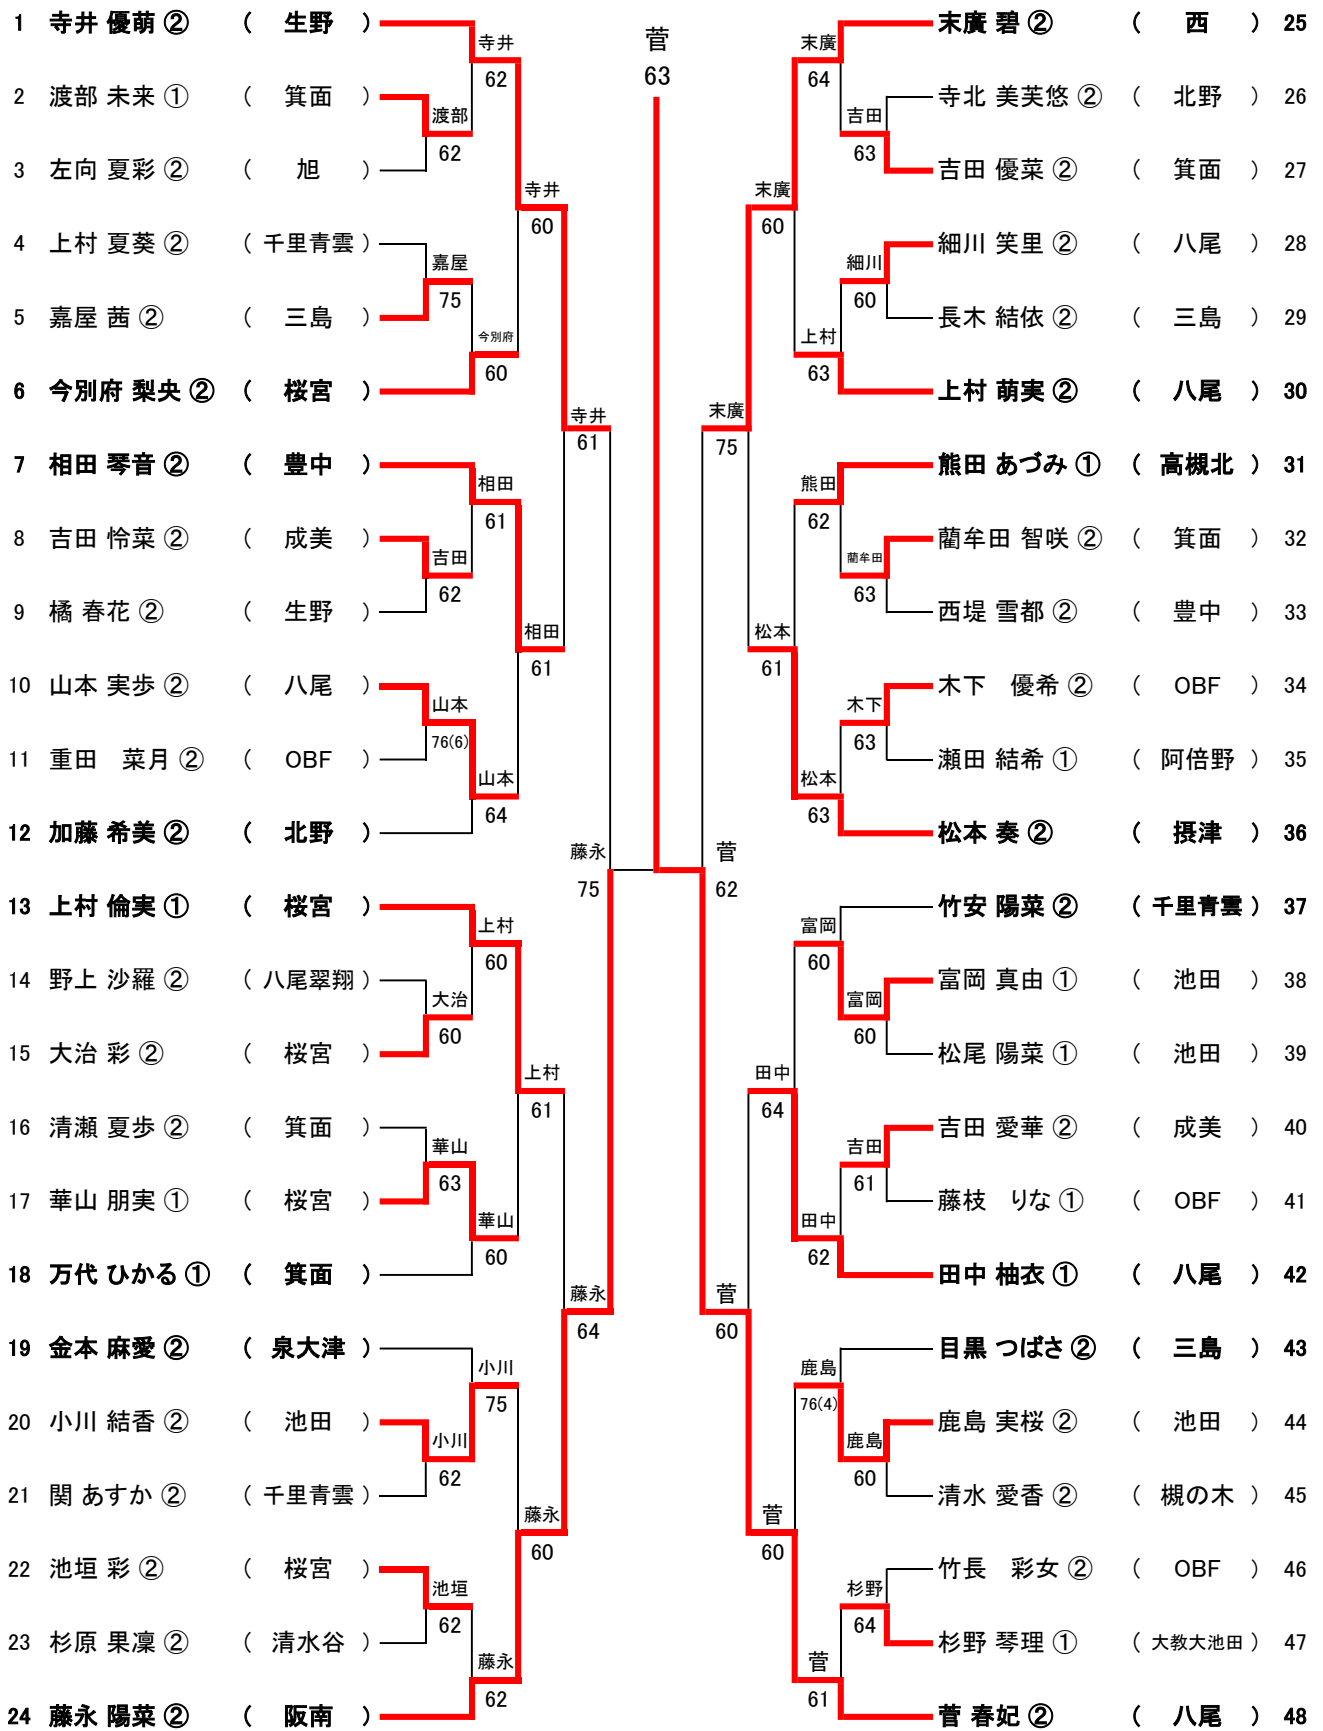 1 寺井 優萌 ② ( 生野 )
2 渡部 未来 ① ( 箕面 )
3 左向 夏彩 ② ( 旭 )
4 上村 夏葵 ② ( 千里青雲 )
5 嘉屋 茜 ② ( 三島 )
6 今別府 梨央 ② ( 桜宮 )
7 相田 琴音 ② ( 豊中 )
8 吉田 怜菜 ② ( 成美 )
9 橘 春花 ② ( 生野 )
10 山本 実歩 ② ( 八尾 )
11 重田 菜月 ② ( OBF )
12 加藤 希美 ② ( 北野 )
13 上村 倫実 ① ( 桜宮 )
14 野上 沙羅 ② ( 八尾翠翔 )
15 大治 彩 ② ( 桜宮 )
16 清瀬 夏歩 ② ( 箕面 )
17 華山 朋実 ① ( 桜宮 )
18 万代 ひかる ① ( 箕面 )
19 金本 麻愛 ② ( 泉大津 )
20 小川 結香 ② ( 池田 )
21 関 あすか ② ( 千里青雲 )
22 池垣 彩 ② ( 桜宮 )
23 杉原 果凜 ② ( 清水谷 )
24 藤永 陽菜 ② ( 阪南 )
渡部
62
嘉屋
75
吉田
62
山本
76(6)
大治
60
華山
63
小川
62
池垣
62
寺井
62
今別府
60
相田
61
山本
64
上村
60
華山
60
小川
75
藤永
62
寺井
60
相田
61
上村
61
藤永
60
寺井
61
藤永
64
藤永
75
菅
63
菅
62
末廣
75
菅
60
末廣
60
松本
61
田中
64
菅
60
末廣
64
上村
63
熊田
62
松本
63
富岡
60
田中
62
鹿島
76(4)
菅
61
吉田
63
細川
60
藺牟田
63
木下
63
富岡
60
吉田
61
鹿島
60
杉野
64
末廣 碧 ② ( 西 ) 25
寺北 美芙悠 ② ( 北野 ) 26
吉田 優菜 ② ( 箕面 ) 27
細川 笑里 ② ( 八尾 ) 28
長木 結依 ② ( 三島 ) 29
上村 萌実 ② ( 八尾 ) 30
熊田 あづみ ① ( 高槻北 ) 31
藺牟田 智咲 ② ( 箕面 ) 32
西堤 雪都 ② ( 豊中 ) 33
木下 優希 ② ( OBF ) 34
瀬田 結希 ① ( 阿倍野 ) 35
松本 奏 ② ( 摂津 ) 36
竹安 陽菜 ② ( 千里青雲 ) 37
富岡 真由 ① ( 池田 ) 38
松尾 陽菜 ① ( 池田 ) 39
吉田 愛華 ② ( 成美 ) 40
藤枝 りな ① ( OBF ) 41
田中 柚衣 ① ( 八尾 ) 42
目黒 つばさ ② ( 三島 ) 43
鹿島 実桜 ② ( 池田 ) 44
清水 愛香 ② ( 槻の木 ) 45
竹長 彩女 ② ( OBF ) 46
杉野 琴理 ① ( 大教大池田 ) 47
菅 春妃 ② ( 八尾 ) 48